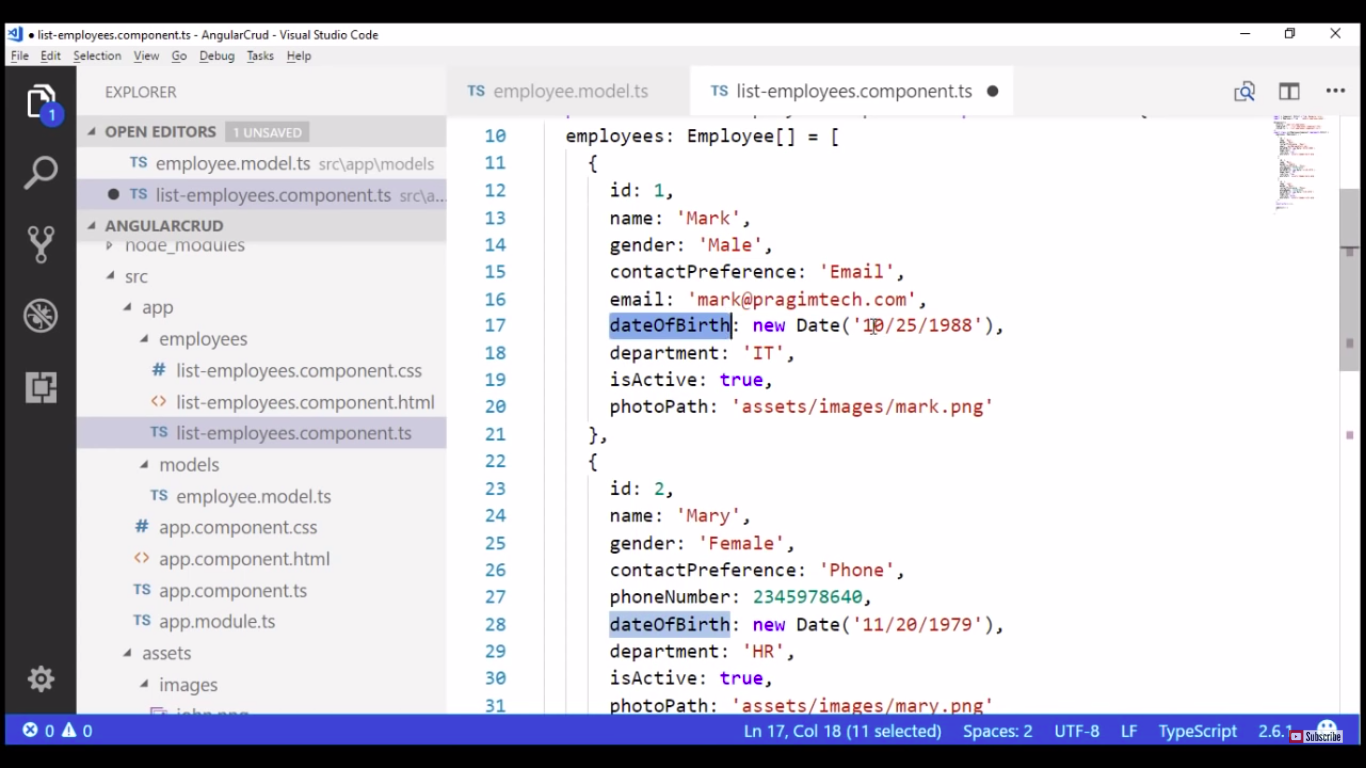 ● list-employees.component.ts - AngularCrud - Visual Studio Code
File Edit Selection View Go Debug Tasks Help
EXPLORER
TS employee.model.ts
TS list-employees.component.ts ●
1
OPEN EDITORS 1 UNSAVED
TS employee.model.ts src\app\models
● TS list-employees.component.ts src\a...
ANGULARCRUD
node_modules
src
app
employees
# list-employees.component.css
<> list-employees.component.html
TS list-employees.component.ts
models
TS employee.model.ts
# app.component.css
<> app.component.html
TS app.component.ts
TS app.module.ts
assets
images
john.png
10 employees: Employee[] = [
11 {
12 id: 1,
13 name: 'Mark',
14 gender: 'Male',
15 contactPreference: 'Email',
16 email: 'mark@pragimtech.com',
17 dateOfBirth: new Date('10/25/1988'),
18 department: 'IT',
19 isActive: true,
20 photoPath: 'assets/images/mark.png'
21 },
22 {
23 id: 2,
24 name: 'Mary',
25 gender: 'Female',
26 contactPreference: 'Phone',
27 phoneNumber: 2345978640,
28 dateOfBirth: new Date('11/20/1979'),
29 department: 'HR',
30 isActive: true,
31 photoPath: 'assets/images/mary.png'
0 0 Ln 17, Col 18 (11 selected) Spaces: 2 UTF-8 LF TypeScript 2.6.1
Subscribe